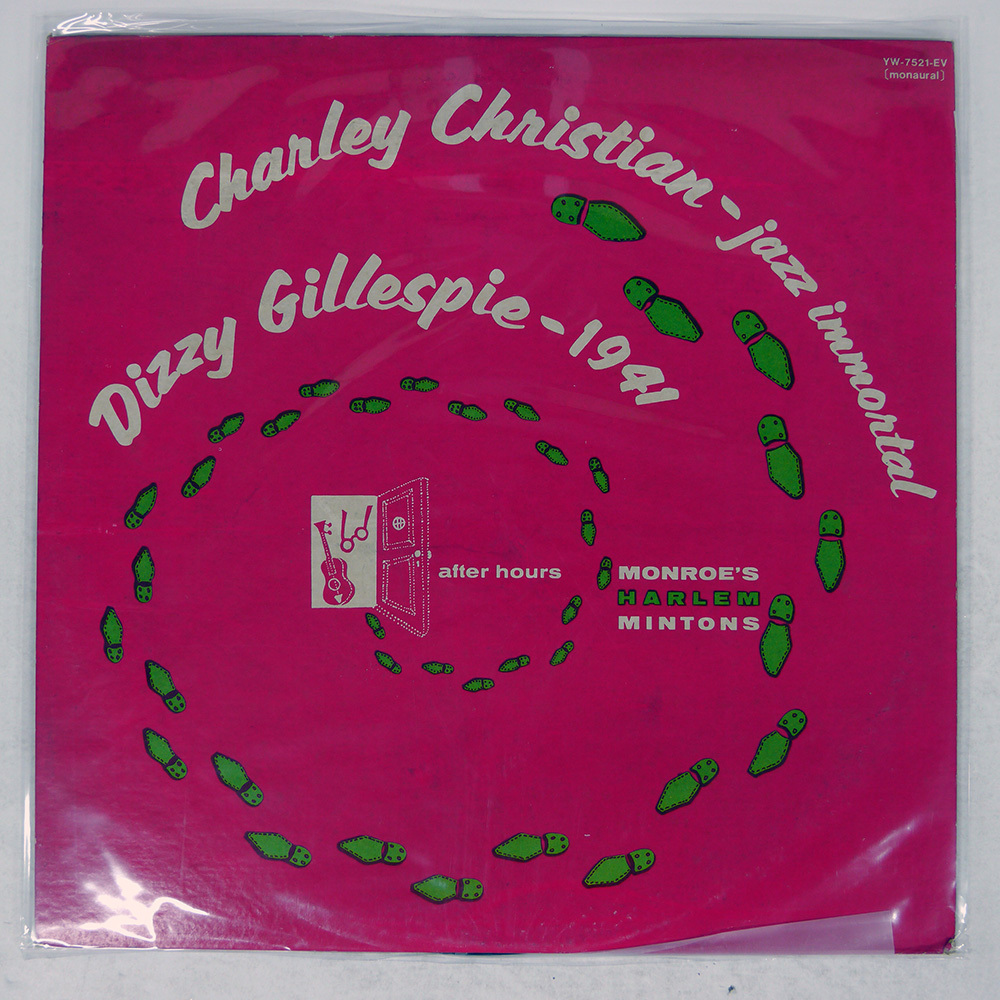 YW-7521-EV
(monaural)
Charley Christian - jazz immortal
Dizzy Gillespie - 1941
after hours
MONROE'S
HARLEM
MINTONS